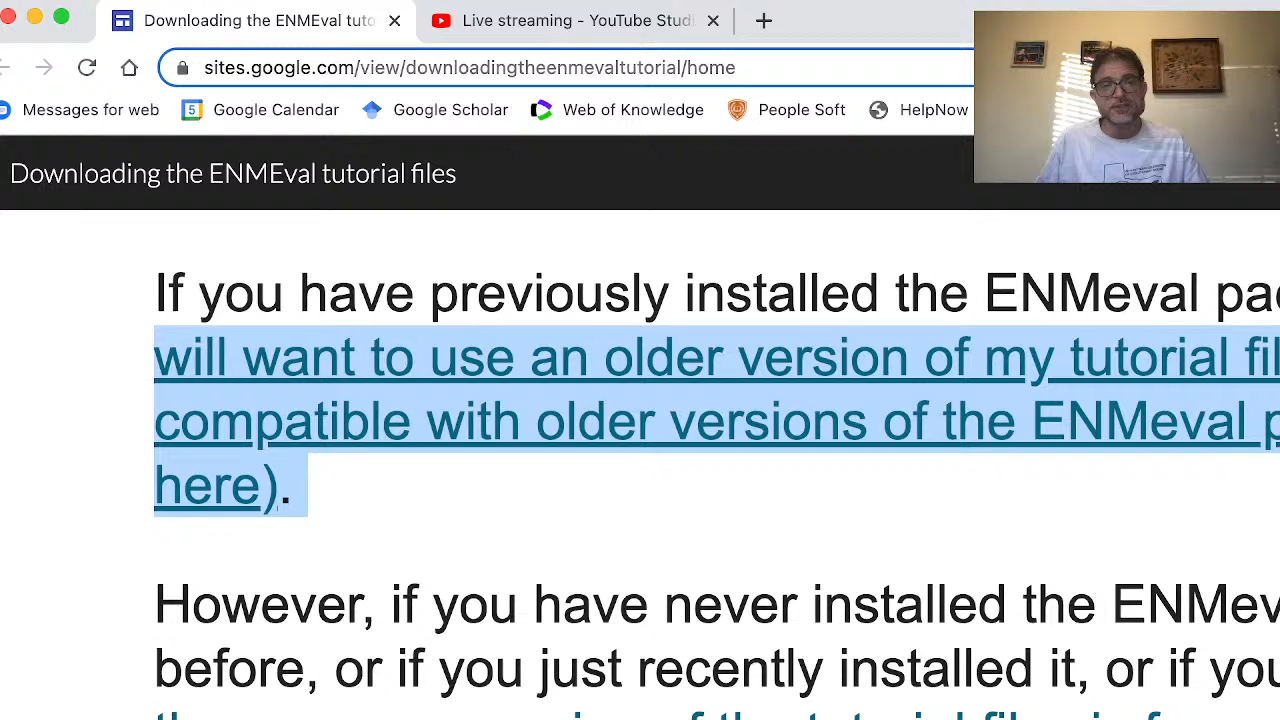 Downloading the ENMEval tuto
Live streaming - YouTube Studi
sites.google.com/view/downloadingtheenmevaltutorial/home
Messages for web
5 Google Calendar
Google Scholar
Web of Knowledge
People Soft
HelpNow
Downloading the ENMEval tutorial files
If you have previously installed the ENMeval pac
will want to use an older version of my tutorial fil
compatible with older versions of the ENMeval p
here).
However, if you have never installed the ENMev
before, or if you just recently installed it, or if you